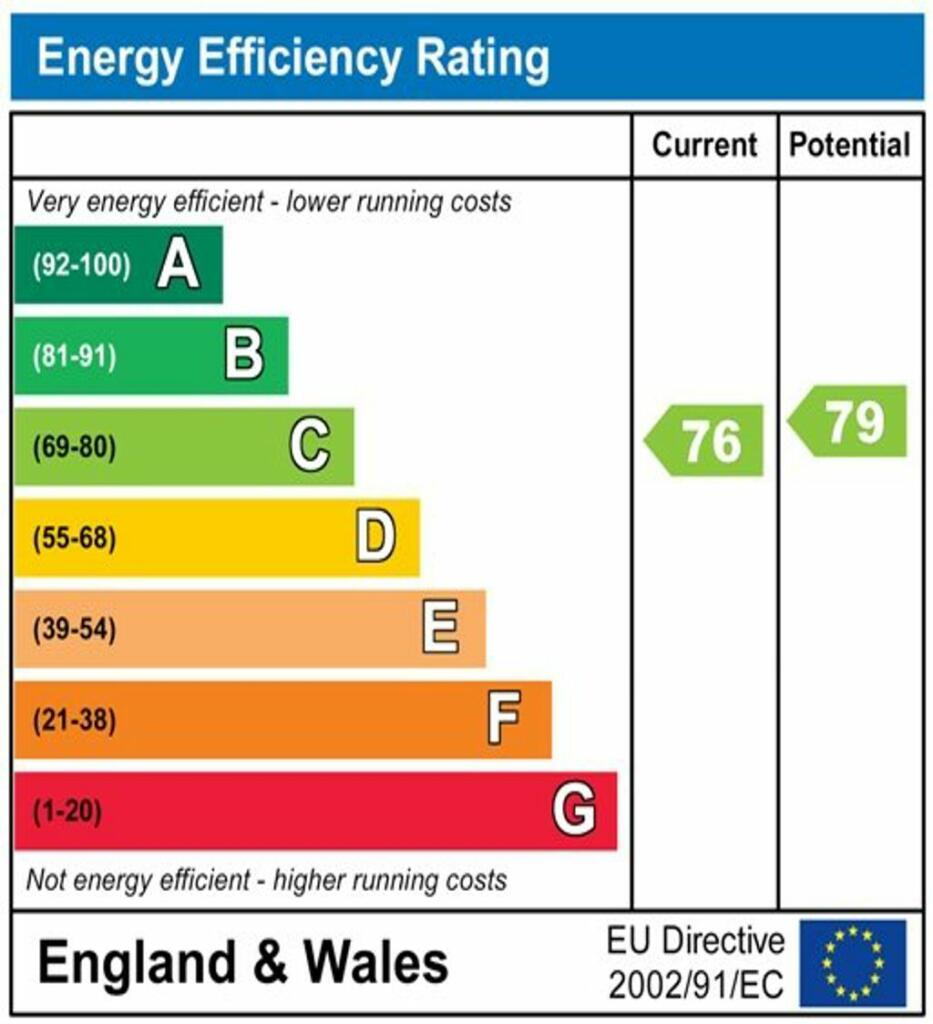 Energy Efficiency Rating
Current Potential
Very energy efficient - lower running costs
(92-100) A
(81-91) B
(69-80) C 76 79
(55-68) D
(39-54) E
(21-38) F
(1-20) G
Not energy efficient - higher running costs
England & Wales
EU Directive
2002/91/EC